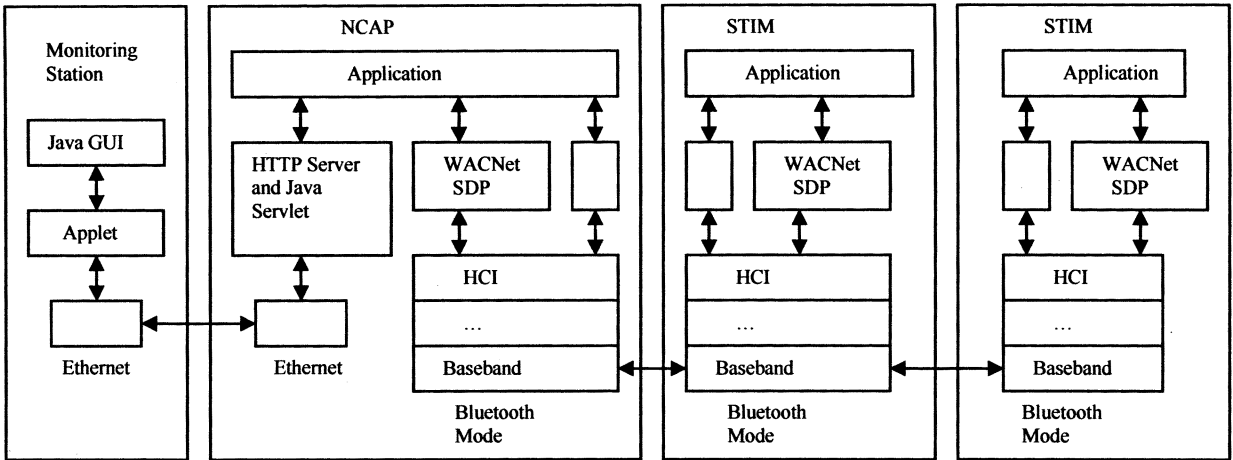 Monitoring
Station
Java GUI
Applet
Ethernet
NCAP
Application
HTTP Server
and Java
Servlet
WACNet
SDP
HCI
...
Baseband
Ethernet
Bluetooth
Mode
STIM
Application
WACNet
SDP
HCI
...
Baseband
Bluetooth
Mode
STIM
Application
WACNet
SDP
HCI
...
Baseband
Bluetooth
Mode